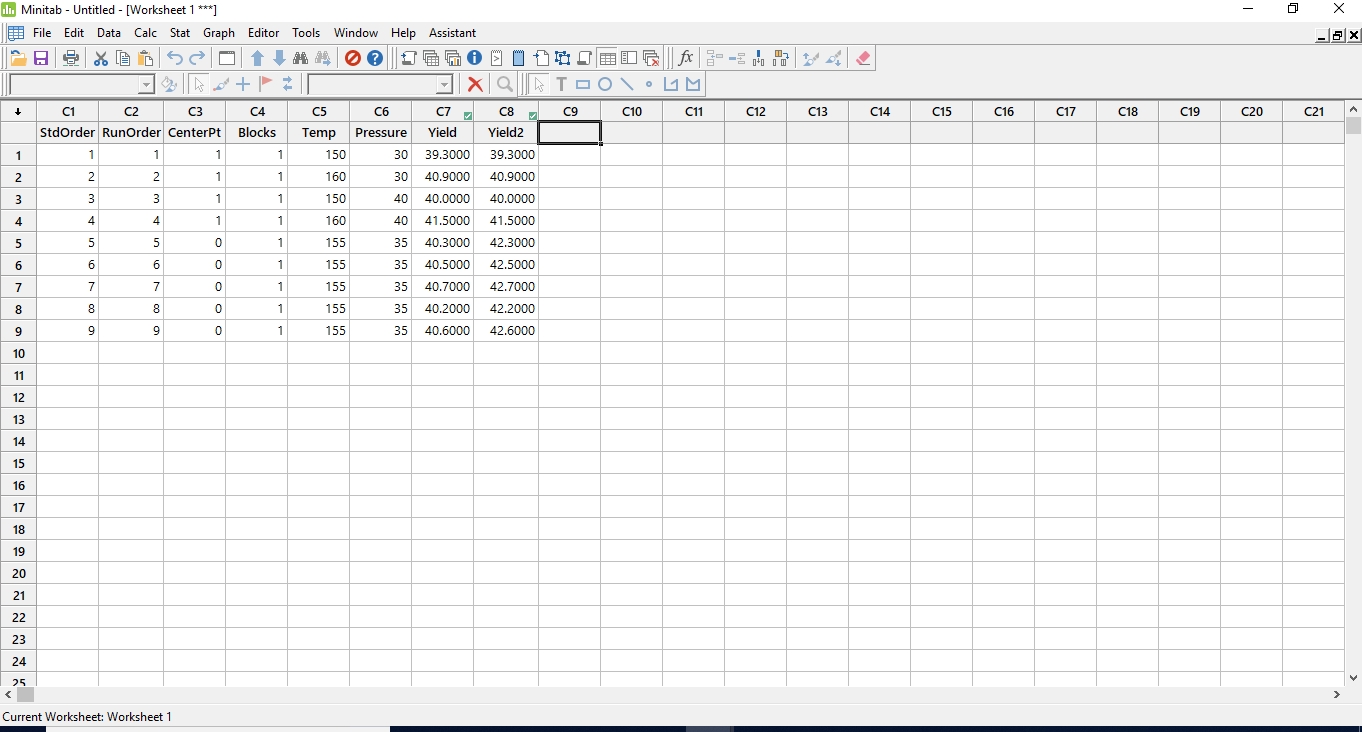 Minitab - Untitled - [Worksheet 1 ***]
File Edit Data Calc Stat Graph Editor Tools Window Help Assistant
C1 C2 C3 C4 C5 C6 C7 C8 C9 C10 C11 C12 C13 C14 C15 C16 C17 C18 C19 C20 C21
StdOrder RunOrder CenterPt Blocks Temp Pressure Yield Yield2
1 1 1 1 1 150 30 39.3000 39.3000
2 2 2 1 1 160 30 40.9000 40.9000
3 3 3 1 1 150 40 40.0000 40.0000
4 4 4 1 1 160 40 41.5000 41.5000
5 5 5 0 1 155 35 40.3000 42.3000
6 6 6 0 1 155 35 40.5000 42.5000
7 7 7 0 1 155 35 40.7000 42.7000
8 8 8 0 1 155 35 40.2000 42.2000
9 9 9 0 1 155 35 40.6000 42.6000
10
11
12
13
14
15
16
17
18
19
20
21
22
23
24
25
Current Worksheet: Worksheet 1